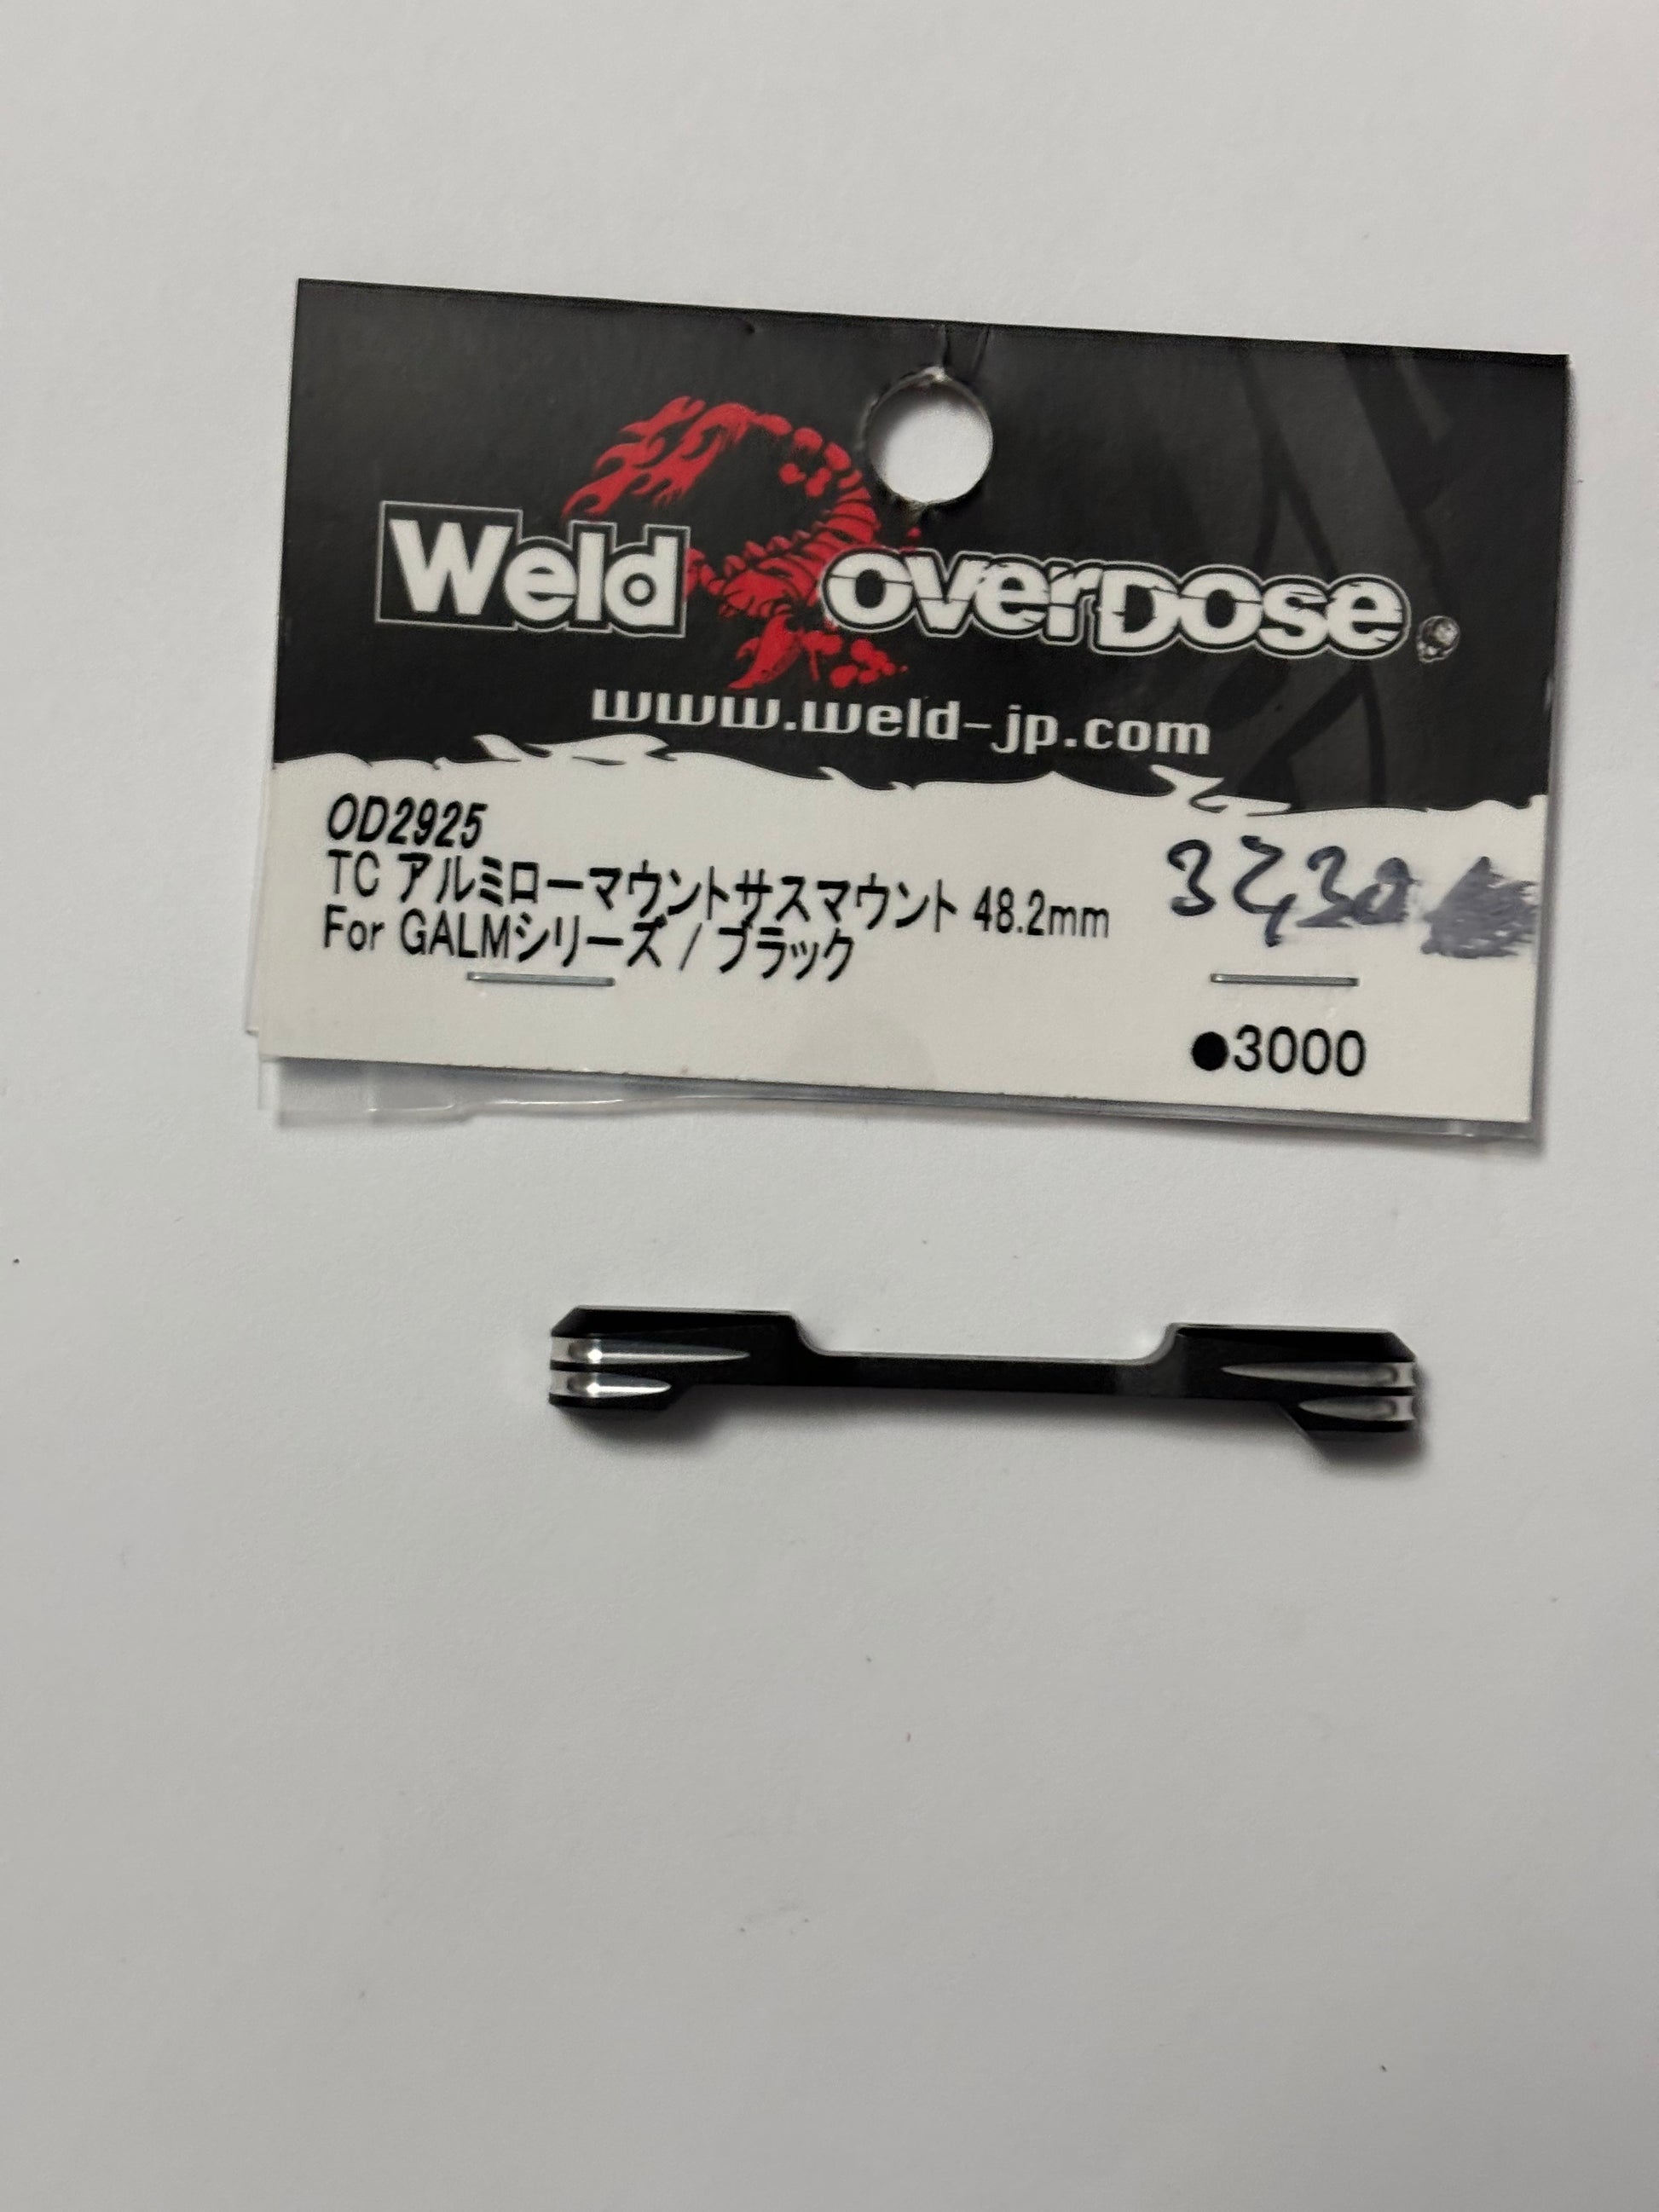 Weld overDose
www.weld-jp.com
OD2925
TC アルミローマウントサスマウント 48.2mm
For GALMシリーズ / ブラック
●3000